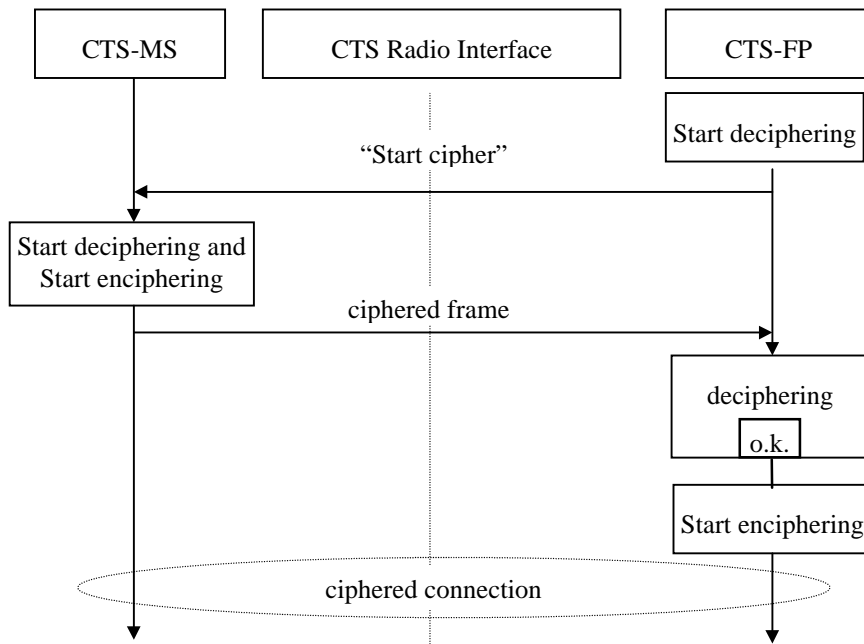 CTS-MS
CTS Radio Interface
CTS-FP
Start deciphering
“Start cipher”
Start deciphering and
Start enciphering
ciphered frame
deciphering
o.k.
Start enciphering
ciphered connection